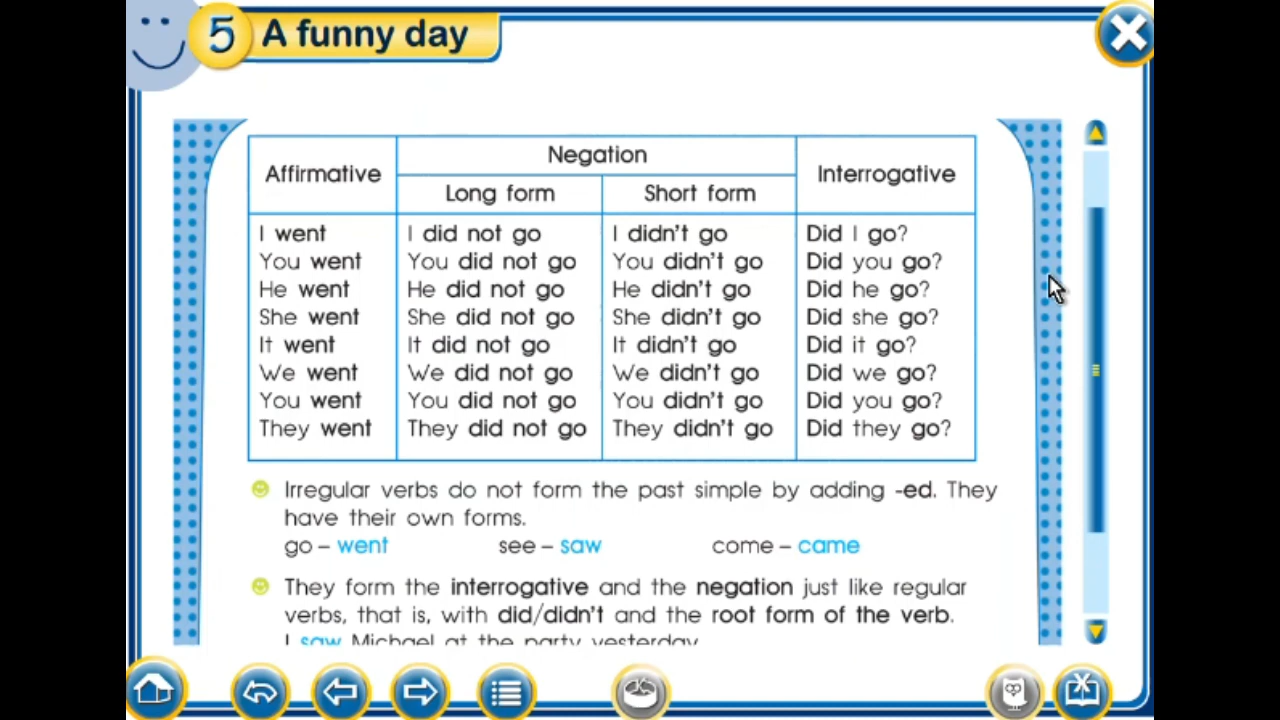 5 A funny day
Affirmative
Negation
Interrogative
Long form
Short form
I went
You went
He went
She went
It went
We went
You went
They went
I did not go
You did not go
He did not go
She did not go
It did not go
We did not go
You did not go
They did not go
I didn't go
You didn't go
He didn't go
She didn't go
It didn't go
We didn't go
You didn't go
They didn't go
Did I go?
Did you go?
Did he go?
Did she go?
Did it go?
Did we go?
Did you go?
Did they go?
Irregular verbs do not form the past simple by adding -ed. They
have their own forms.
go – went see – saw come – came
They form the interrogative and the negation just like regular
verbs, that is, with did/didn't and the root form of the verb.
I saw Michael at the party yesterday.